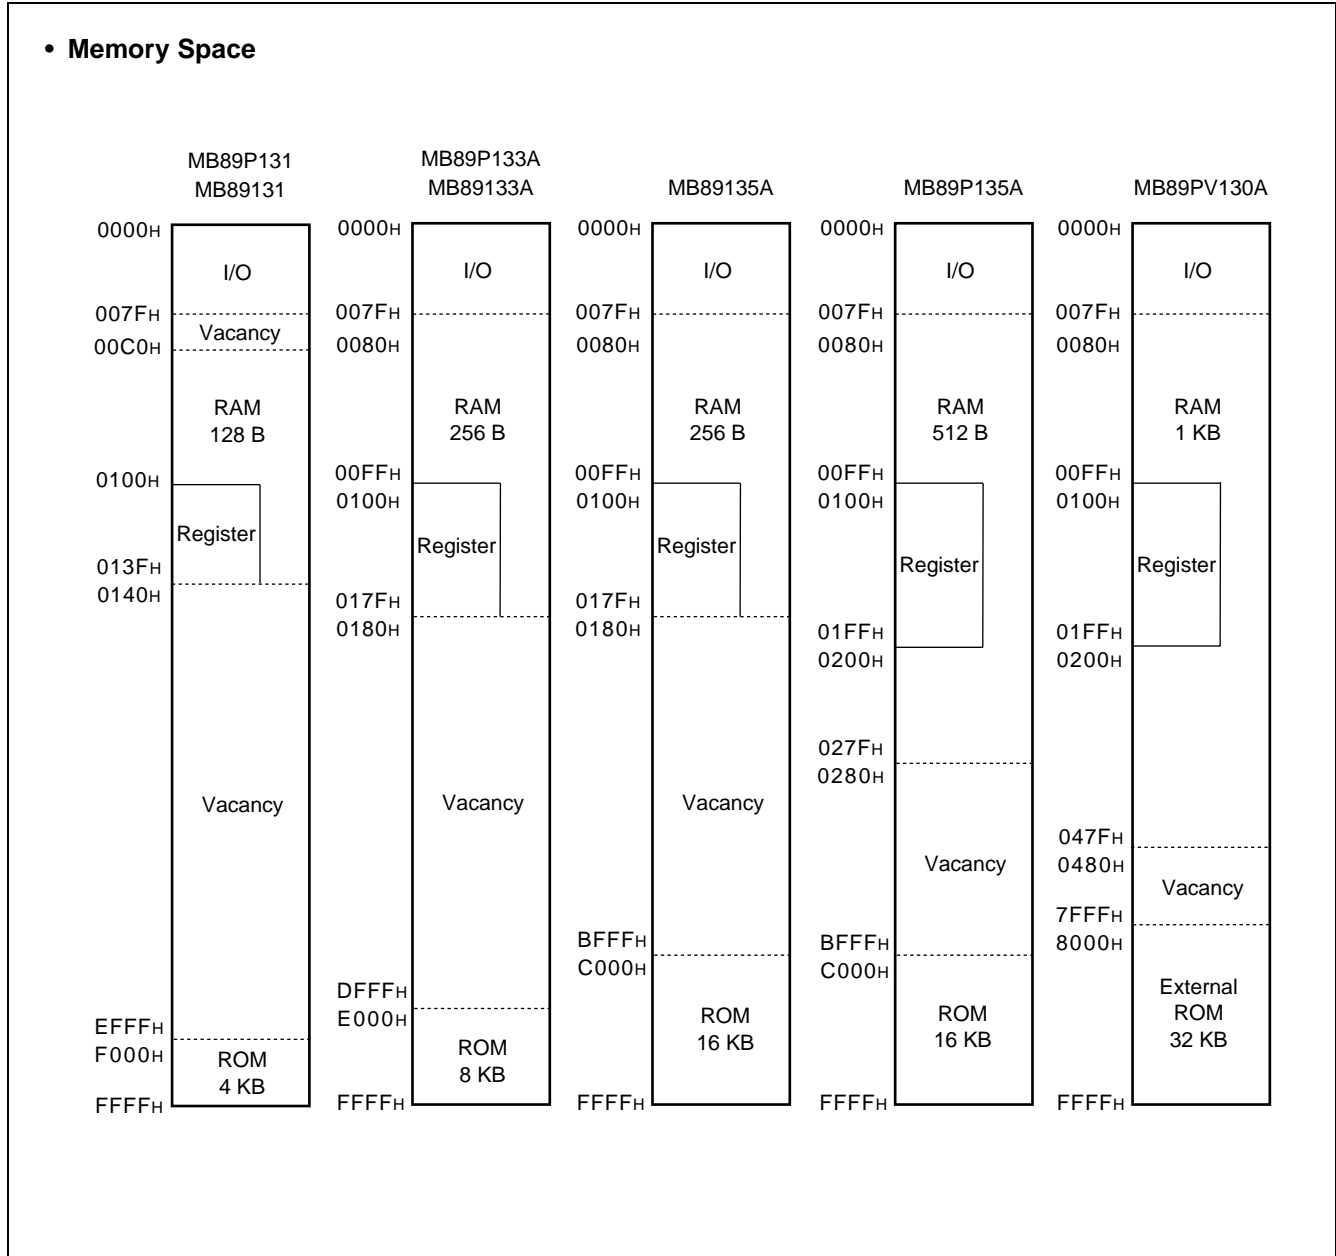 • Memory Space
MB89P131
MB89131
0000H
I/O
007FH
Vacancy
00C0H
RAM
128 B
0100H
Register
013FH
0140H
Vacancy
EFFFH
F000H
ROM
4 KB
FFFFH
MB89P133A
MB89133A
0000H
I/O
007FH
0080H
RAM
256 B
00FFH
0100H
Register
017FH
0180H
Vacancy
DFFFH
E000H
ROM
8 KB
FFFFH
MB89135A
0000H
I/O
007FH
0080H
RAM
256 B
00FFH
0100H
Register
017FH
0180H
Vacancy
BFFFH
C000H
ROM
16 KB
FFFFH
MB89P135A
0000H
I/O
007FH
0080H
RAM
512 B
00FFH
0100H
Register
01FFH
0200H
027FH
0280H
Vacancy
BFFFH
C000H
ROM
16 KB
FFFFH
MB89PV130A
0000H
I/O
007FH
0080H
RAM
1 KB
00FFH
0100H
Register
01FFH
0200H
047FH
0480H
Vacancy
7FFFH
8000H
External
ROM
32 KB
FFFFH